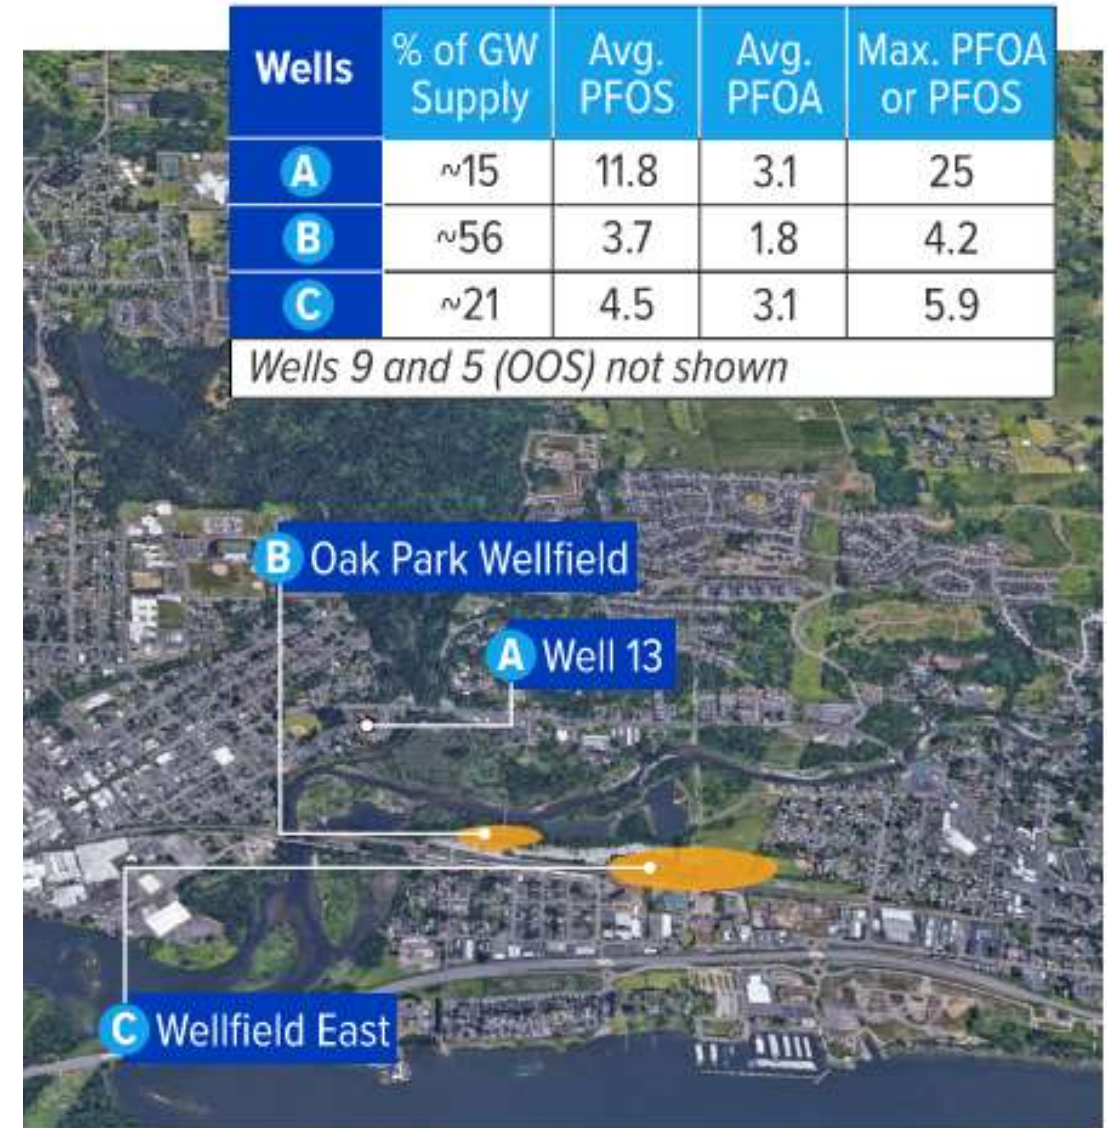 Wells % of GW Supply Avg. PFOS Avg. PFOA Max. PFOA or PFOS
A ~15 11.8 3.1 25
B ~56 3.7 1.8 4.2
C ~21 4.5 3.1 5.9
Wells 9 and 5 (OOS) not shown
B Oak Park Wellfield
A Well 13
C Wellfield East